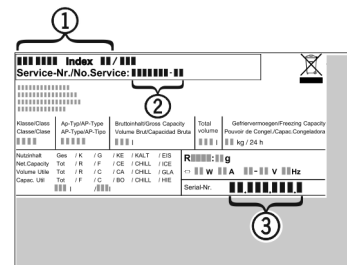 1
Index /
Service-Nr./No.Service: -
2
Klasse/Class
Classe/Clase
Ap-Typ/AP-Type
AP-Type/AP-Tipo
Bruttoinhalt/Gross Capacity
Volume Brut/Capacidad Bruta
l
Total
volume
l
Gefriervermoegen/Freezing Capacity
Pouvoir de Congel./Capac.Congeladora
kg / 24 h
Nutzinhalt Ges / K / G / KE / KALT / EIS
Net.Capacity Tot / R / F / CE / CHILL / ICE
Volume Utile Tot / R / C / CA / CHILL / GLA
Capac. Util Tot / F / C / BO / CHILL / HIE
l / l
R : g
W A - V Hz
Serial-Nr. . . .
3